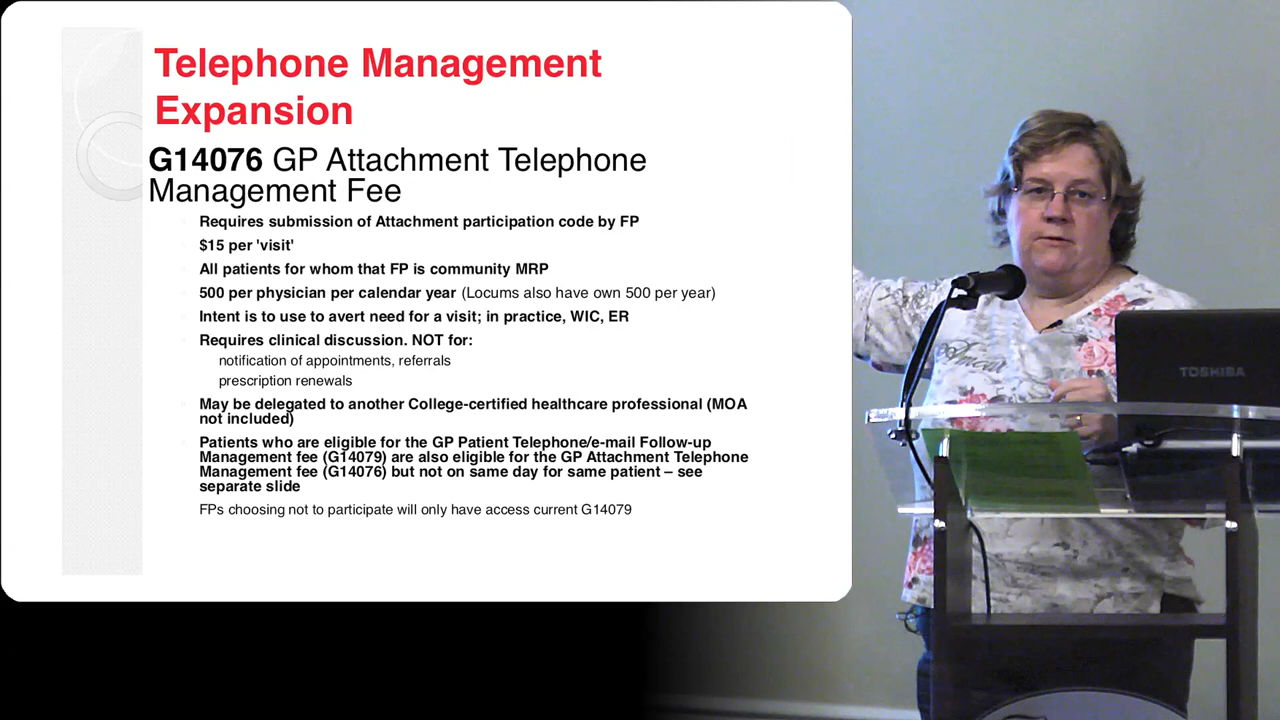 Telephone Management
Expansion
G14076 GP Attachment Telephone
Management Fee
Requires submission of Attachment participation code by FP
$15 per 'visit'
All patients for whom that FP is community MRP
500 per physician per calendar year (Locums also have own 500 per year)
Intent is to use to avert need for a visit; in practice, WIC, ER
Requires clinical discussion. NOT for:
notification of appointments, referrals
prescription renewals
May be delegated to another College-certified healthcare professional (MOA
not included)
Patients who are eligible for the GP Patient Telephone/e-mail Follow-up
Management fee (G14079) are also eligible for the GP Attachment Telephone
Management fee (G14076) but not on same day for same patient – see
separate slide
FPs choosing not to participate will only have access current G14079
TOSHIBA